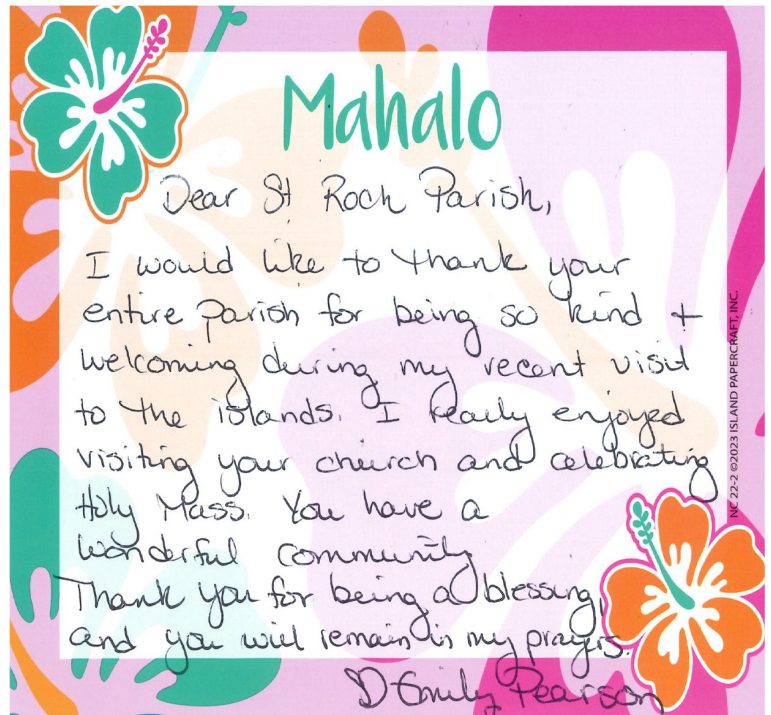 Mahalo
Dear St Roch Parish,
I would like to thank your
entire Parish for being so kind +
welcoming during my recent visit
to the islands. I really enjoyed
visiting your church and celebrating
Holy Mass. You have a
wonderful community
Thank you for being a blessing,
and you will remain in my prayers.
♡ Emily Pearson
NC 22-2 ©2023 ISLAND PAPERCRAFT, INC.